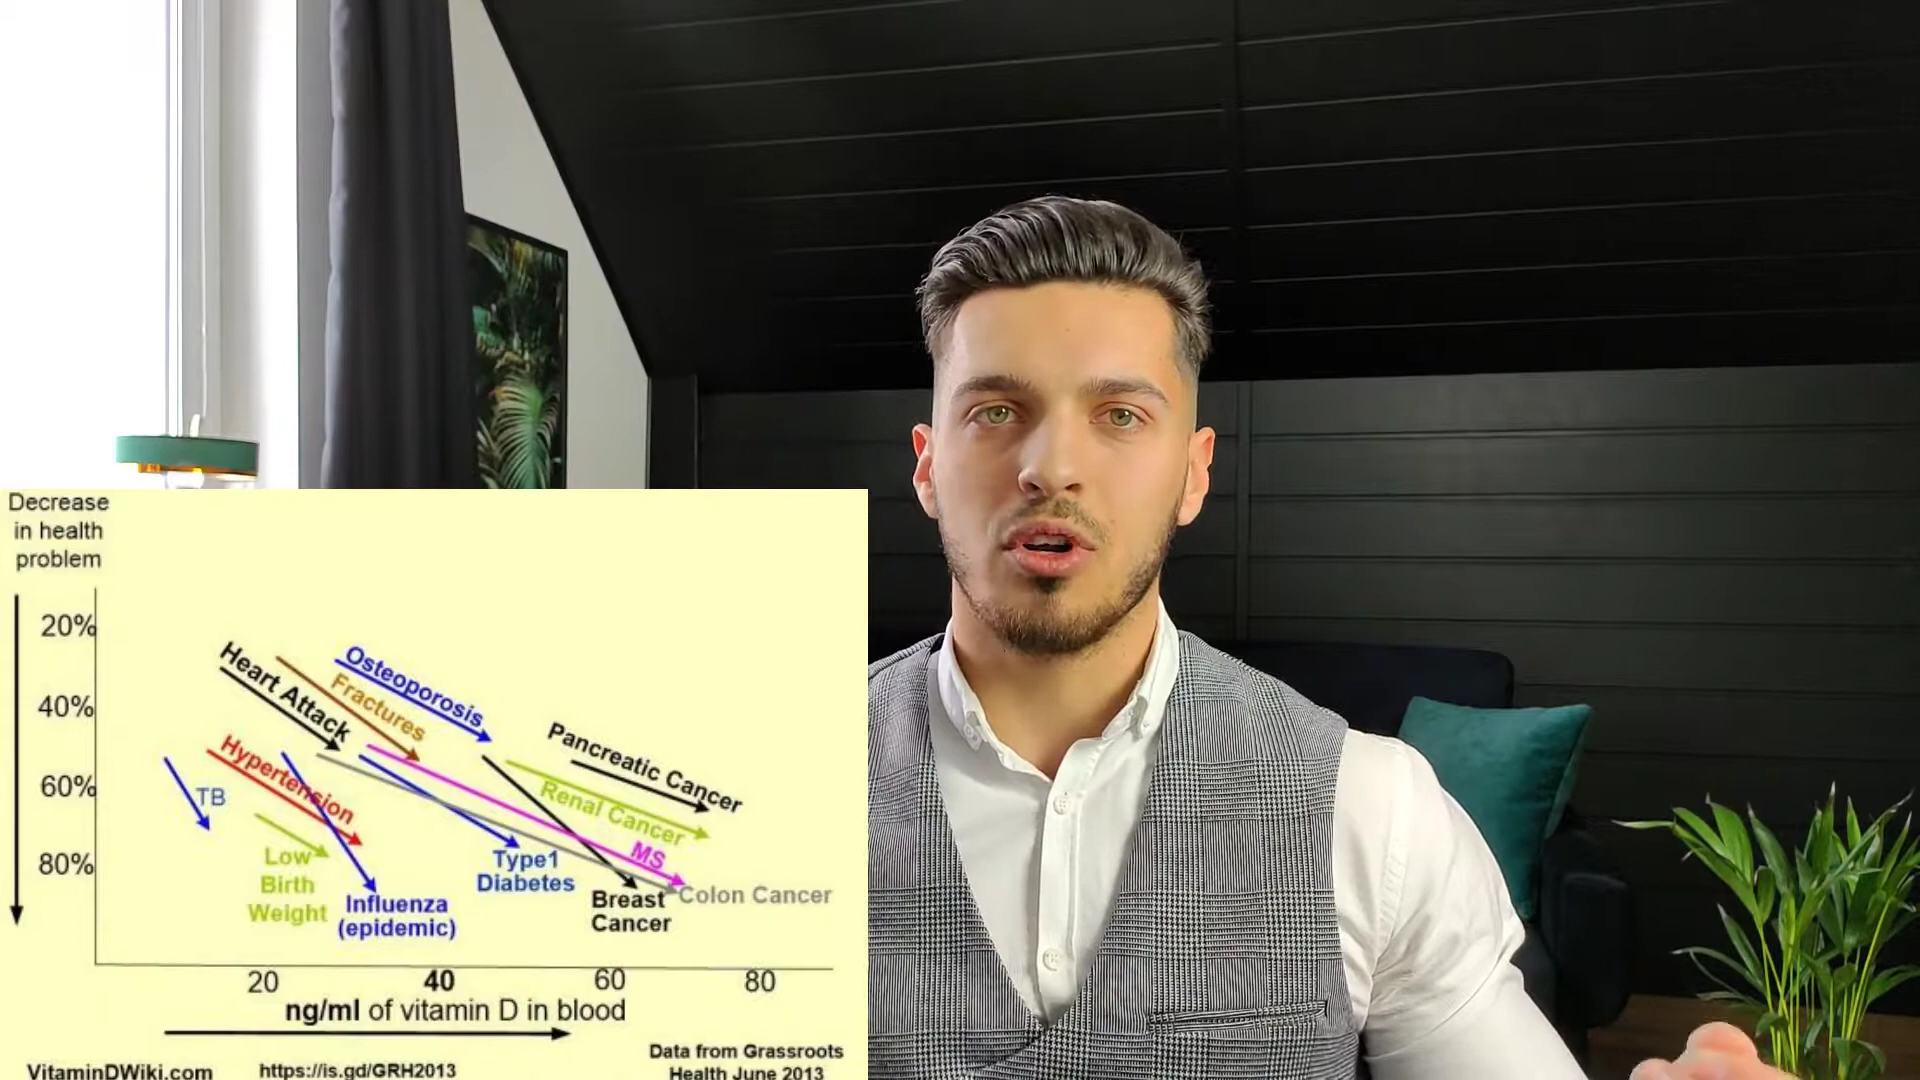 Decrease
in health
problem
20%
40%
60%
80%
Heart Attack
Fractures
Osteoporosis
Pancreatic Cancer
Hypertension
Renal Cancer
TB
MS
Low
Birth
Weight
Influenza
(epidemic)
Type1
Diabetes
Breast
Cancer
Colon Cancer
20 40 60 80
ng/ml of vitamin D in blood
VitaminDWiki.com
https://is.gd/GRH2013
Data from Grassroots
Health June 2013